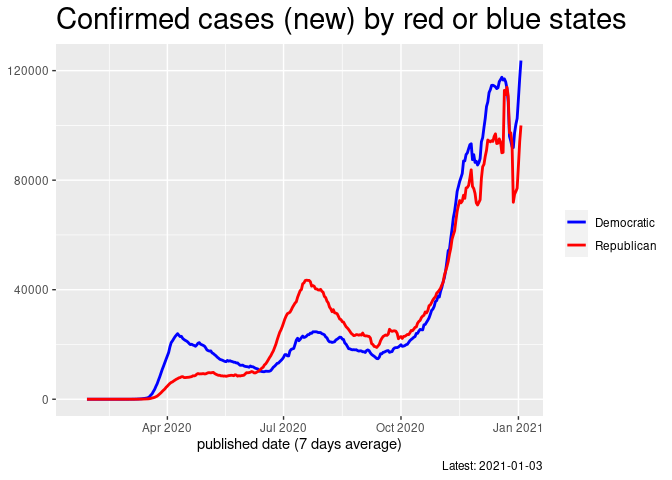 Confirmed cases (new) by red or blue states
120000
80000
40000
0
Democratic
Republican
Apr 2020 Jul 2020 Oct 2020 Jan 2021
published date (7 days average)
Latest: 2021-01-03